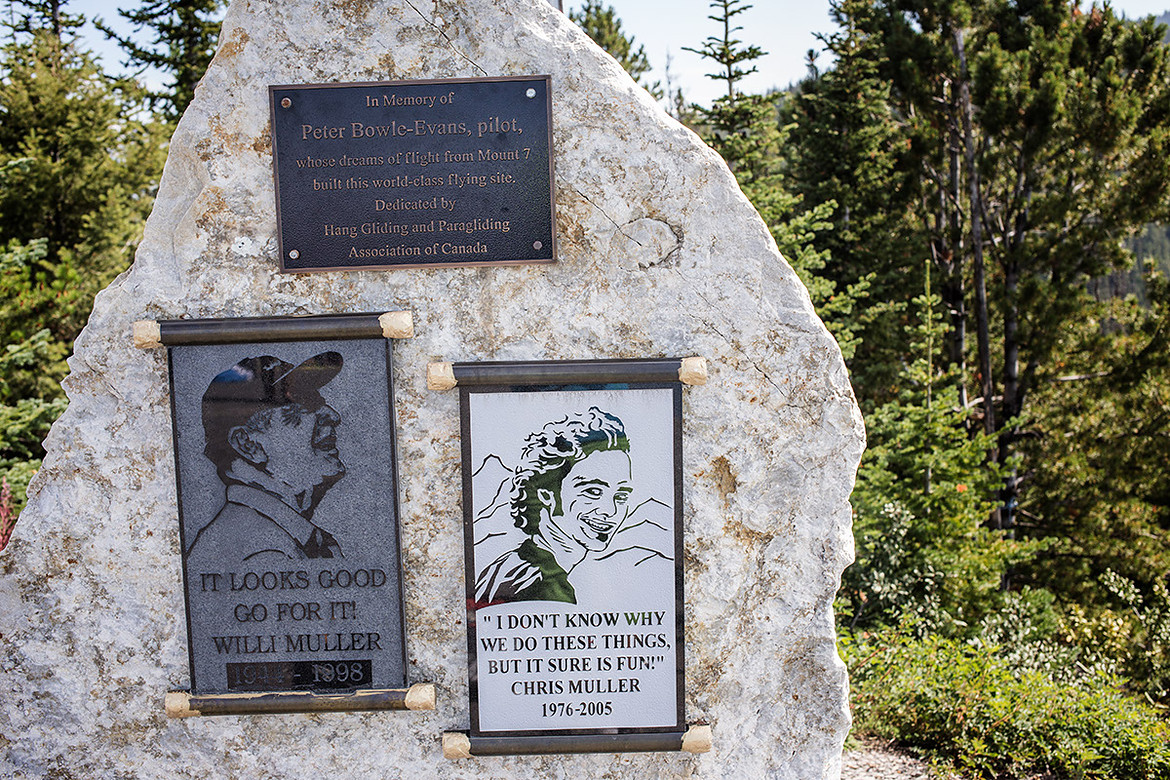 In Memory of
Peter Bowle-Evans, pilot,
whose dreams of flight from Mount 7
built this world-class flying site.
Dedicated by
Hang Gliding and Paragliding
Association of Canada
IT LOOKS GOOD
GO FOR IT!
WILLI MULLER
- 1998
" I DON'T KNOW WHY
WE DO THESE THINGS,
BUT IT SURE IS FUN!"
CHRIS MULLER
1976-2005